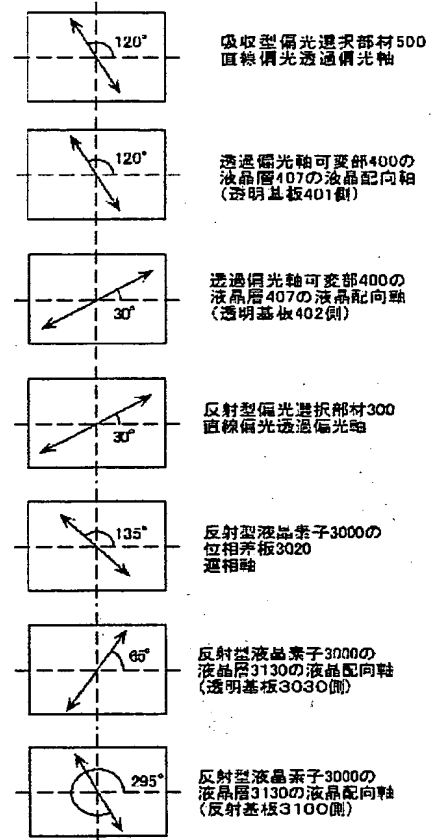 120°
吸収型偏光選択部材500
直線偏光透過偏光軸
120°
透過偏光軸可変部400の
液晶層407の液晶配向軸
(透明基板401側)
30°
透過偏光軸可変部400の
液晶層407の液晶配向軸
(透明基板402側)
30°
反射型偏光選択部材300
直線偏光透過偏光軸
135°
反射型液晶素子3000の
位相差板3020
遅相軸
65°
反射型液晶素子3000の
液晶層3130の液晶配向軸
(透明基板3030側)
295°
反射型液晶素子3000の
液晶層3130の液晶配向軸
(反射基板3100側)